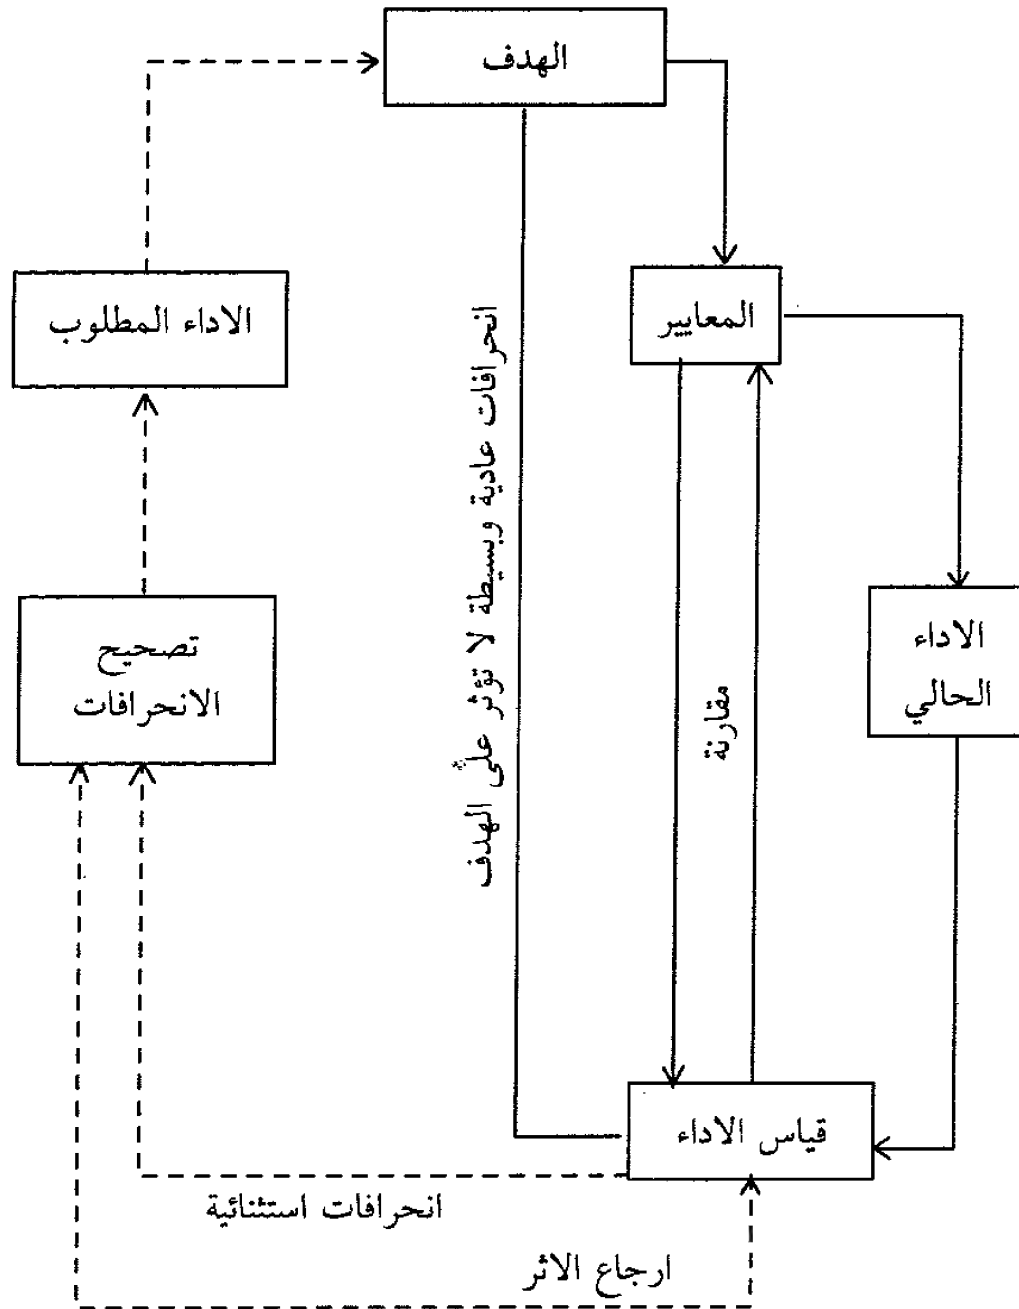 الهدف
المعايير
الاداء المطلوب
انحرافات عادية وبسيطة لا تؤثر على الهدف
الاداء
الحالي
تصحيح
الانحرافات
مقارنة
قياس الاداء
انحرافات استثنائية
ارجاع الاثر